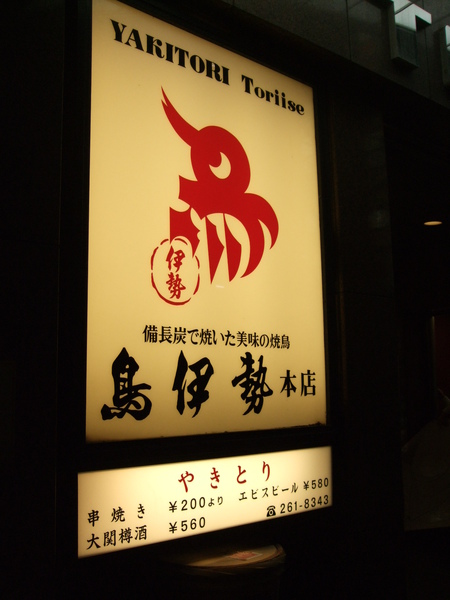 YAKITORI Toriise
伊勢
備長炭で焼いた美味の焼鳥
鳥伊勢本店
やきとり
串焼き ¥200より エビスビール ¥580
大関樽酒 ¥560 ☎261-8343